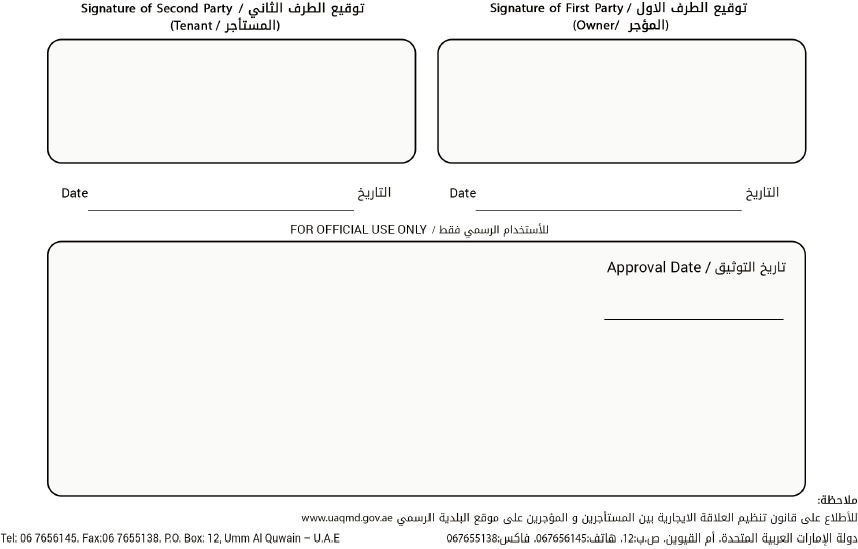 Signature of Second Party / توقيع الطرف الثاني
(Tenant / المستأجر)
Signature of First Party / توقيع الطرف الاول
(Owner/ المؤجر)
Date التاريخ
Date التاريخ
FOR OFFICIAL USE ONLY / للأستخدام الرسمي فقط
Approval Date / تاريخ التوثيق
ملاحظة:
للأطلاع على قانون تنظيم العلاقة الايجارية بين المستأجرين و المؤجرين على موقع البلدية الرسمي www.uaqmd.gov.ae
دولة الإمارات العربية المتحدة، أم القيوين، ص.ب:12، هاتف:067656145، فاكس:067655138
Tel: 06 7656145. Fax:06 7655138. P.O. Box: 12, Umm Al Quwain – U.A.E